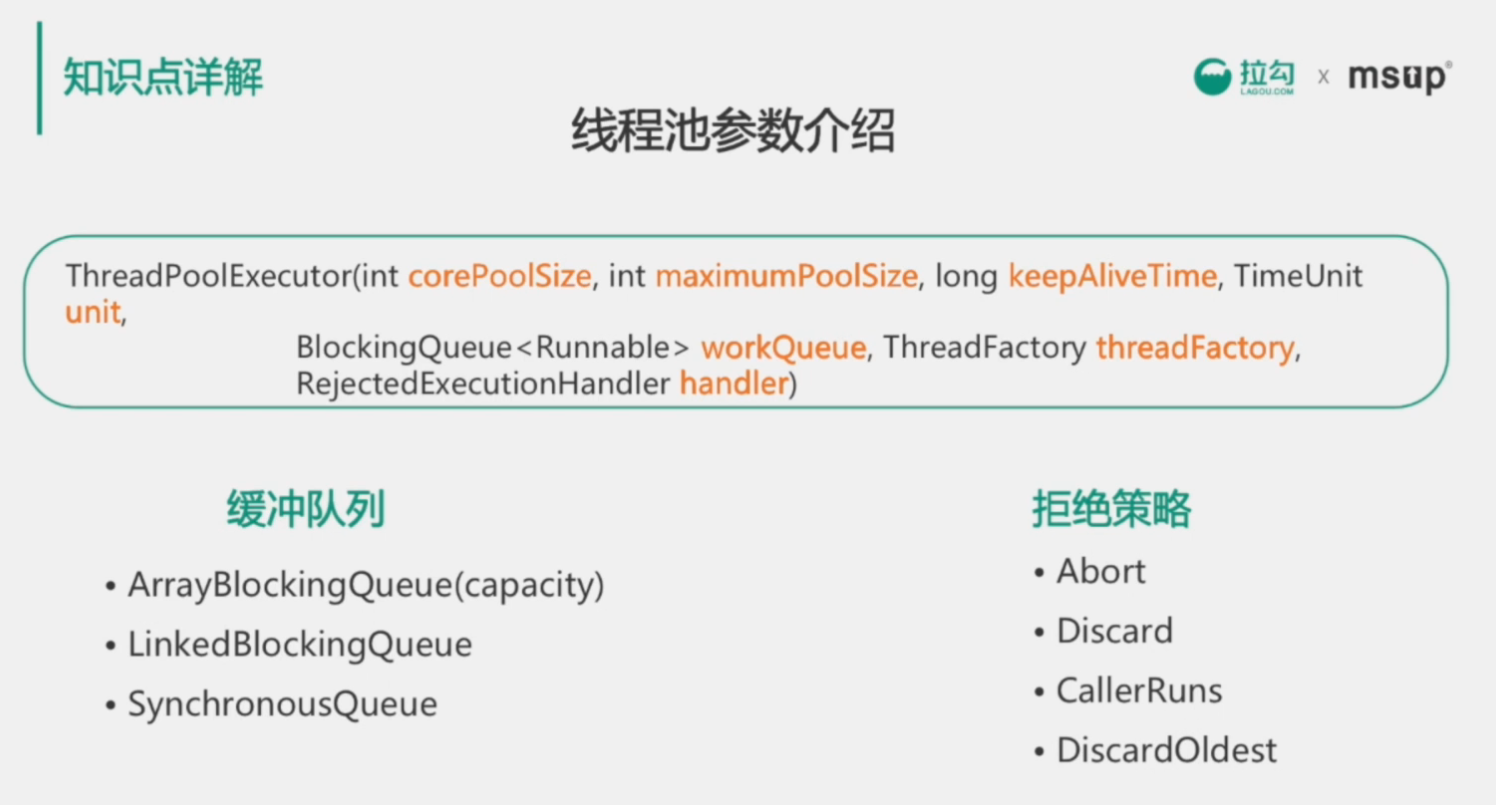 知识点详解
拉勾 x msup®
LAGOU.COM
线程池参数介绍
ThreadPoolExecutor(int corePoolSize, int maximumPoolSize, long keepAliveTime, TimeUnit
unit,
BlockingQueue<Runnable> workQueue, ThreadFactory threadFactory,
RejectedExecutionHandler handler)
缓冲队列
• ArrayBlockingQueue(capacity)
• LinkedBlockingQueue
• SynchronousQueue
拒绝策略
• Abort
• Discard
• CallerRuns
• DiscardOldest